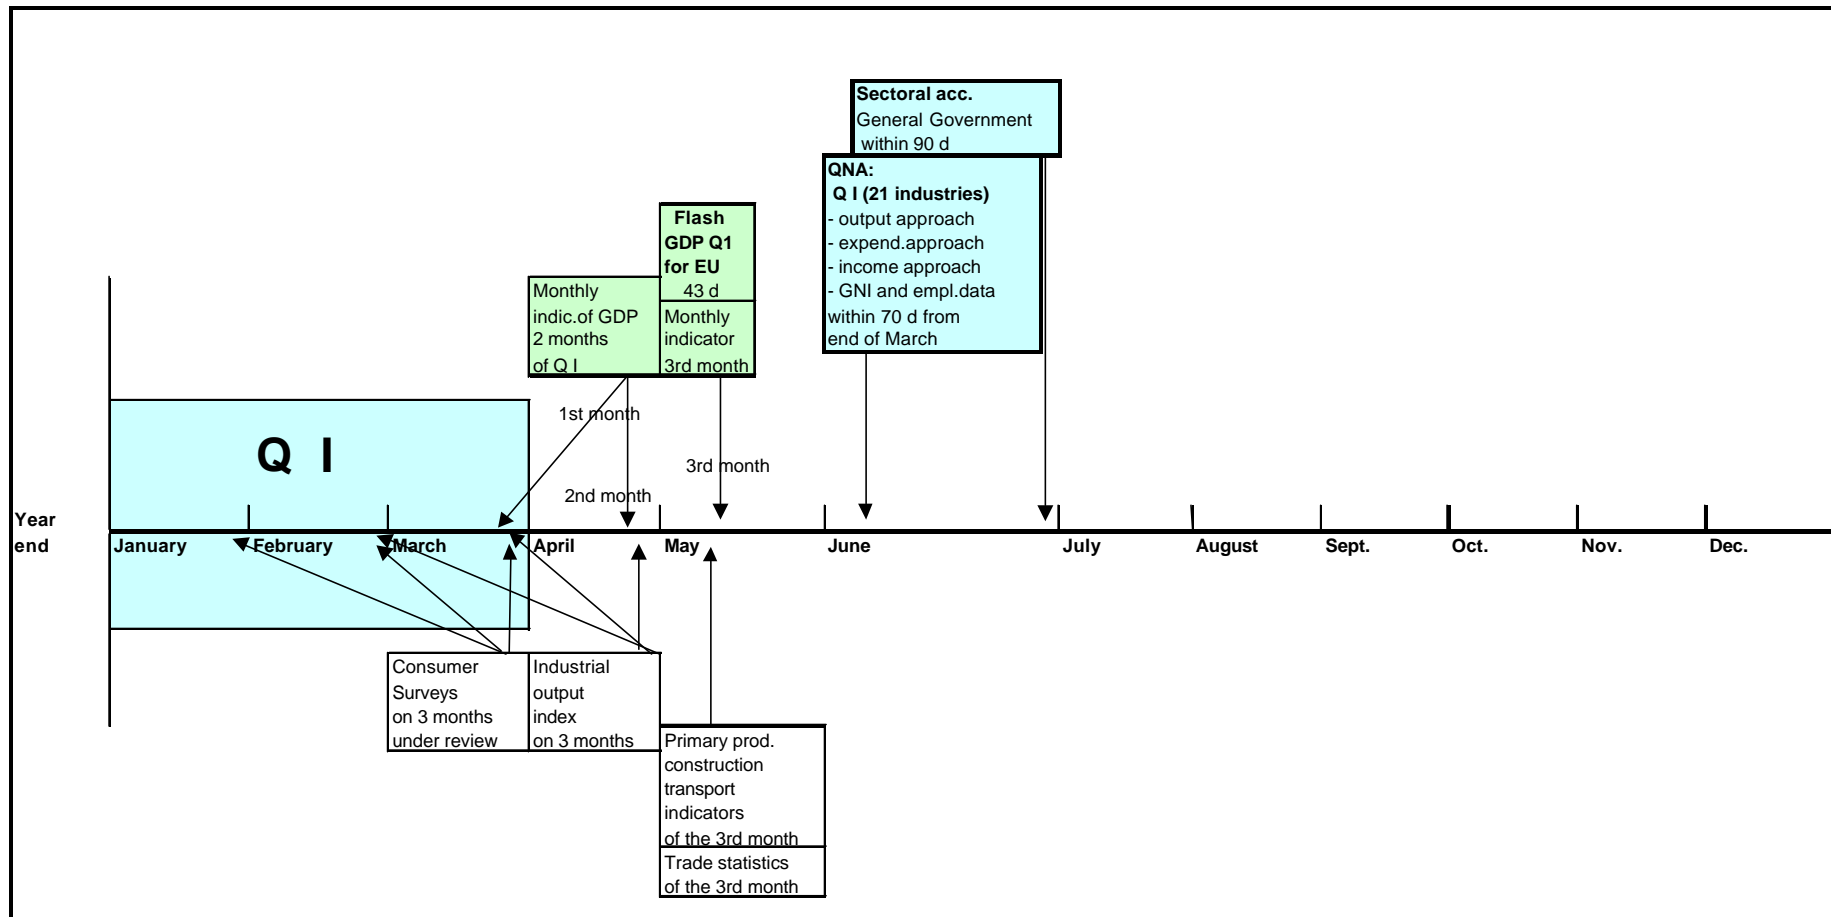 Sectoral acc.
General Government
within 90 d
QNA:
Q I (21 industries)
- output approach
- expend.approach
- income approach
- GNI and empl.data
within 70 d from
end of March
Flash
GDP Q1
for EU
43 d
Monthly
indicator
3rd month
Monthly
indic.of GDP
2 months
of Q I
1st month
Q I
3rd month
2nd month
Year
end
January
February
March
April
May
June
July
August
Sept.
Oct.
Nov.
Dec.
Consumer
Surveys
on 3 months
under review
Industrial
output
index
on 3 months
Primary prod.
construction
transport
indicators
of the 3rd month
Trade statistics
of the 3rd month